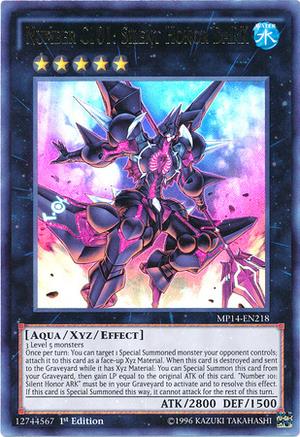 NUMBER C101: SILENT HONOR DARK
WATER
水
MP14-EN218
[Aqua/Xyz/Effect]
3 Level 5 monsters
Once per turn: You can target 1 Special Summoned monster your opponent controls;
attach it to this card as a face-up Xyz Material. When this card is destroyed and sent
to the Graveyard while it has Xyz Material: You can Special Summon this card from
your Graveyard, then gain LP equal to the original ATK of this card. "Number 101:
Silent Honor ARK" must be in your Graveyard to activate and to resolve this effect.
If this card is Special Summoned by this way, it cannot attack for the rest of this turn.
ATK/2800 DEF/1500
12744567 1st Edition ©1996 KAZUKI TAKAHASHI